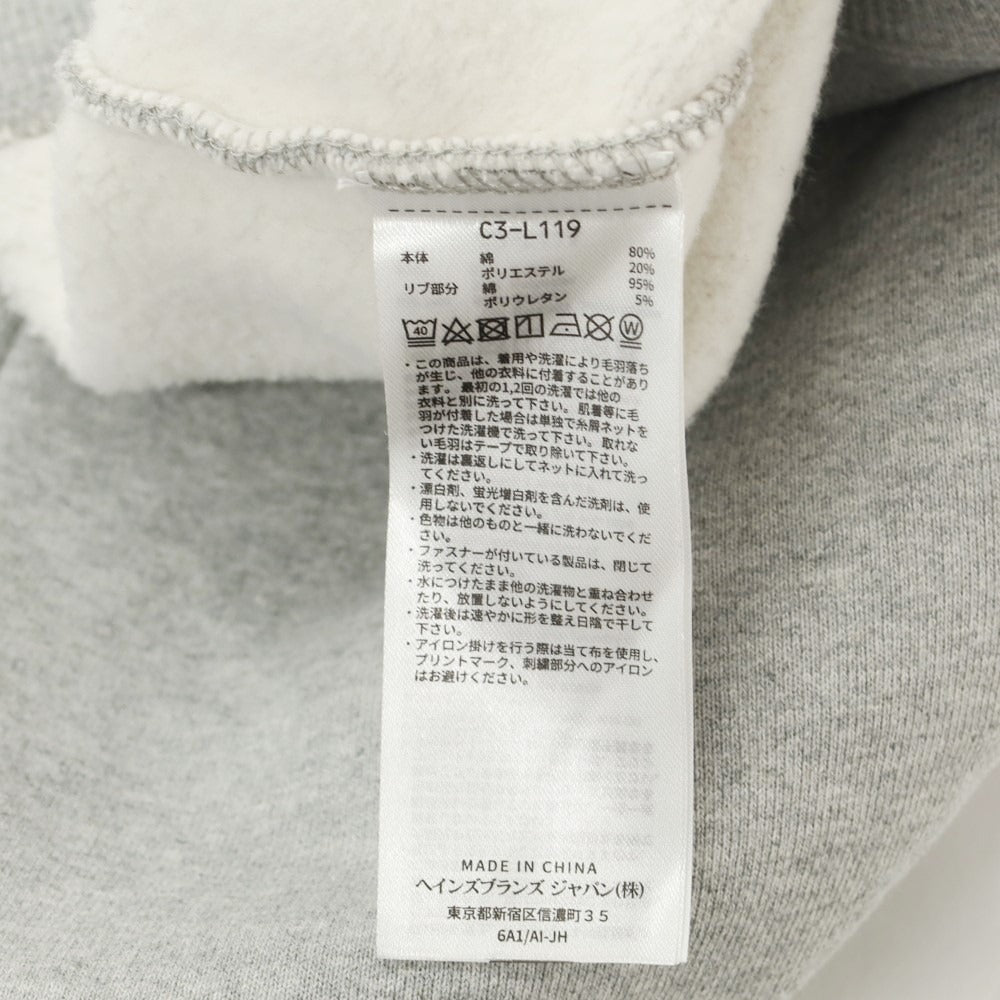 C3-L119
本体 綿 80%
ポリエステル 20%
リブ部分 綿 95%
ポリウレタン 5%
40 W
・この商品は、着用や洗濯により毛羽落ち
が生じ、他の衣料に付着することがあり
ます。最初の1,2回の洗濯では他の
衣料と別に洗って下さい。肌着等に毛
羽が付着した場合は単独で糸屑ネットを
つけた洗濯機で洗って下さい。取れな
い毛羽はテープで取り除いて下さい。
・洗濯は裏返しにしてネットに入れて洗っ
てください。
・漂白剤、蛍光増白剤を含んだ洗剤は、使
用しないでください。
・色物は他のものと一緒に洗わないでくだ
さい。
・ファスナーが付いている製品は、閉じて
洗ってください。
・水につけたまま他の洗濯物と重ね合わせ
たり、放置しないようにしてください。
・洗濯後は速やかに形を整え日陰で干して
下さい。
・アイロン掛けを行う際は当て布を使用し、
プリントマーク、刺繍部分へのアイロン
はお避けください。
MADE IN CHINA
ヘインズブランズ ジャパン(株)
東京都新宿区信濃町35
6A1/AI-JH